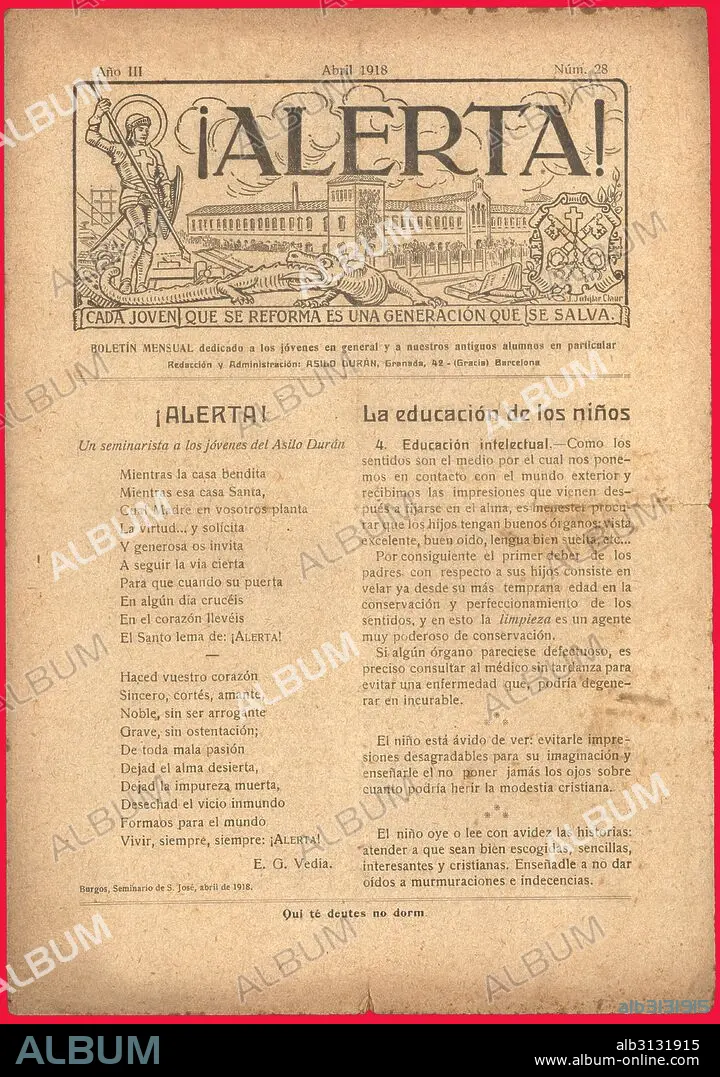 Año III Abril 1918 Núm. 28
¡ALERTA!
J. Jutglar Claur
CADA JOVEN QUE SE REFORMA ES UNA GENERACIÓN QUE SE SALVA.
BOLETÍN MENSUAL dedicado a los jóvenes en general y a nuestros antiguos alumnos en particular
Redacción y Administración: ASILO DURÁN, Granada, 42 - (Gracia) Barcelona
¡ALERTA!
Un seminarista a los jóvenes del Asilo Durán
Mientras la casa bendita
Mientras esa casa Santa,
Cual Madre en vosotros planta
La virtud... y solícita
Y generosa os invita
A seguir la vía cierta
Para que cuando su puerta
En algún día crucéis
En el corazón llevéis
El Santo lema de: ¡ALERTA!
—
Haced vuestro corazón
Sincero, cortés, amante,
Noble, sin ser arrogante
Grave, sin ostentación;
De toda mala pasión
Dejad el alma desierta,
Dejad la impureza muerta,
Desechad el vicio inmundo
Formaos para el mundo
Vivir, siempre, siempre: ¡ALERTA!
E. G. Vedia.
Burgos, Seminario de S. José, abril de 1918.
La educación de los niños
4. Educación intelectual.—Como los
sentidos son el medio por el cual nos pone-
mos en contacto con el mundo exterior y
recibimos las impresiones que vienen des-
pués a fijarse en el alma, es menester procu-
rar que los hijos tengan buenos órganos: vista
excelente, buen oído, lengua bien suelta, etc...
Por consiguiente el primer deber de los
padres con respecto a sus hijos consiste en
velar ya desde su más temprana edad en la
conservación y perfeccionamiento de los
sentidos, y en esto la limpieza es un agente
muy poderoso de conservación.
Si algún órgano pareciese defectuoso, es
preciso consultar al médico sin tardanza para
evitar una enfermedad que, podría degene-
rar en incurable.
* * *
El niño está ávido de ver: evitarle impre-
siones desagradables para su imaginación y
enseñarle el no poner jamás los ojos sobre
cuanto podría herir la modestia cristiana.
* * *
El niño oye o lee con avidez las historias:
atender a que sean bien escogidas, sencillas,
interesantes y cristianas. Enseñadle a no dar
oídos a murmuraciones e indecencias.
Qui té deutes no dorm
alb3131915
ALBUM
alb3131915
www.album-online.com